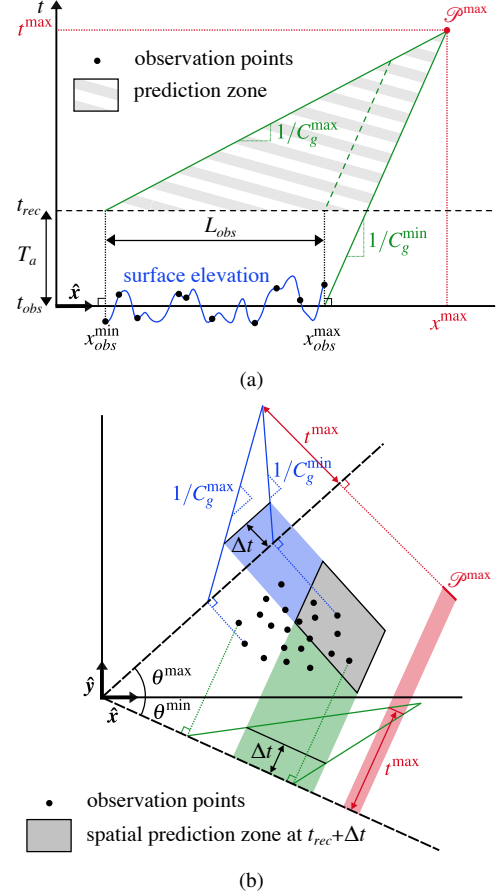 t
t^max
𝒫^max
observation points
prediction zone
1/C_g^max
t_rec
L_obs
1/C_g^min
T_a
surface elevation
x̂
t_obs
x_obs^min
x_obs^max
x^max
(a)
t^max
1/C_g^max
1/C_g^min
Δt
𝒫^max
ŷ
θ^max
x̂
θ^min
Δt
t^max
observation points
spatial prediction zone at t_rec+Δt
(b)